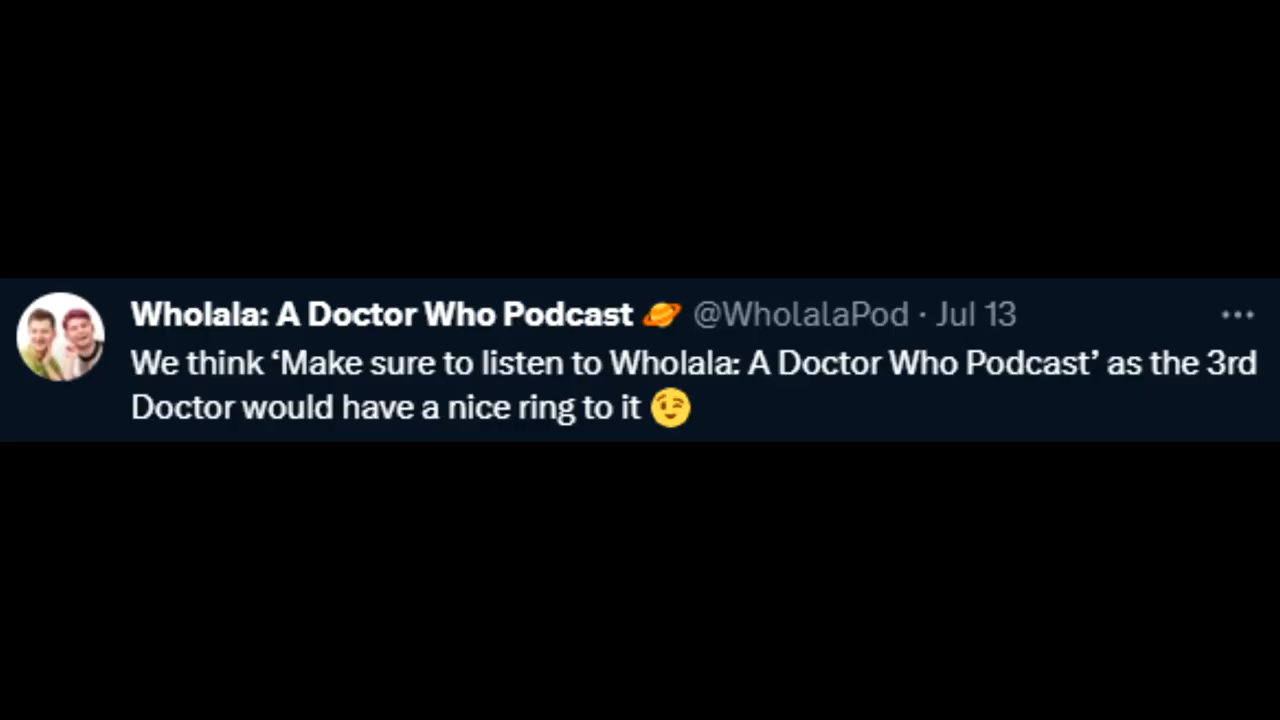 Wholala: A Doctor Who Podcast 🪐 @WholalaPod · Jul 13
We think ‘Make sure to listen to Wholala: A Doctor Who Podcast’ as the 3rd
Doctor would have a nice ring to it 😉